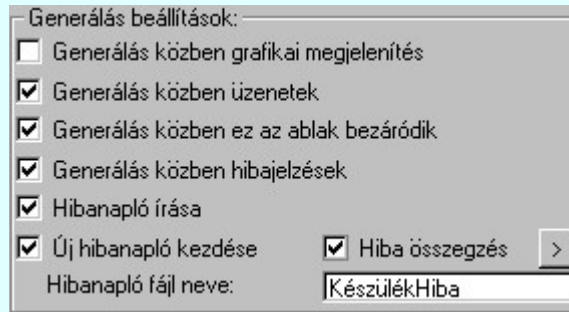 Generálás beállítások:
Generálás közben grafikai megjelenítés
Generálás közben üzenetek
Generálás közben ez az ablak bezáródik
Generálás közben hibajelzések
Hibanapló írása
Új hibanapló kezdése Hiba összegzés >
Hibanapló fájl neve: KészülékHiba